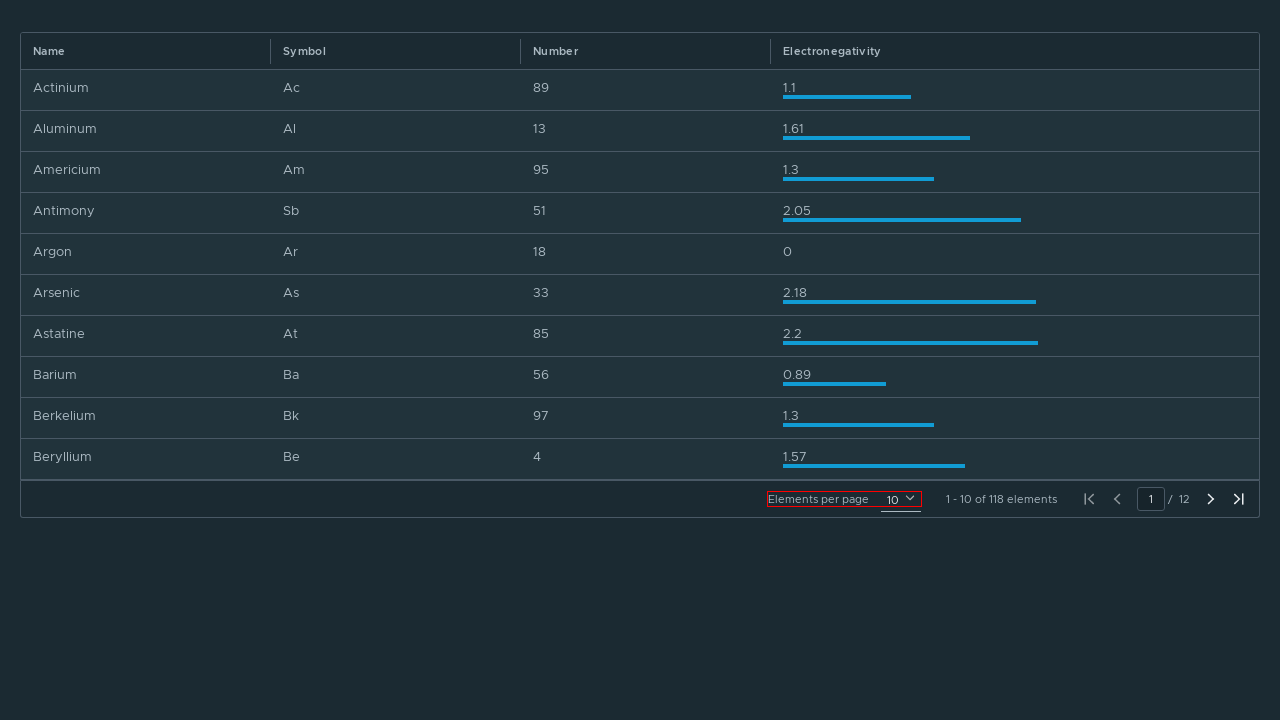 Name Symbol Number Electronegativity
Actinium Ac 89 1.1
Aluminum Al 13 1.61
Americium Am 95 1.3
Antimony Sb 51 2.05
Argon Ar 18 0
Arsenic As 33 2.18
Astatine At 85 2.2
Barium Ba 56 0.89
Berkelium Bk 97 1.3
Beryllium Be 4 1.57
Elements per page 10 1 - 10 of 118 elements 1 / 12